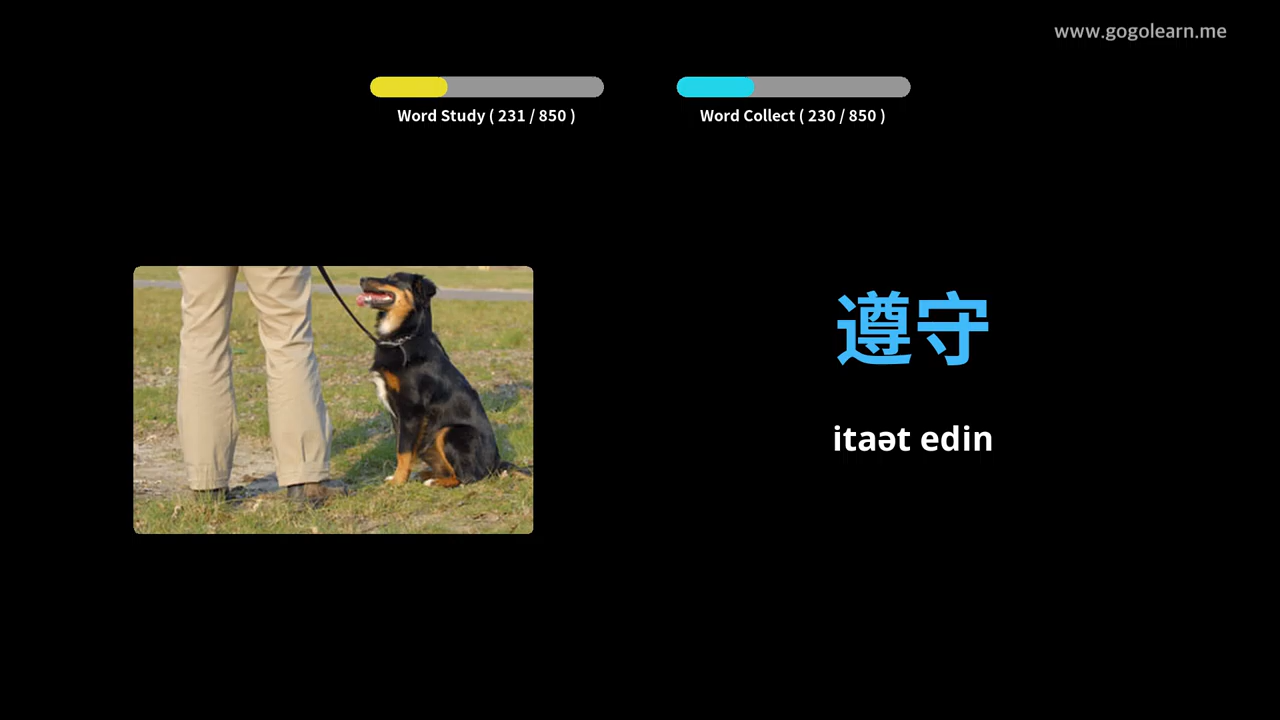 www.gogolearn.me
Word Study ( 231 / 850 )
Word Collect ( 230 / 850 )
遵守
itaət edin